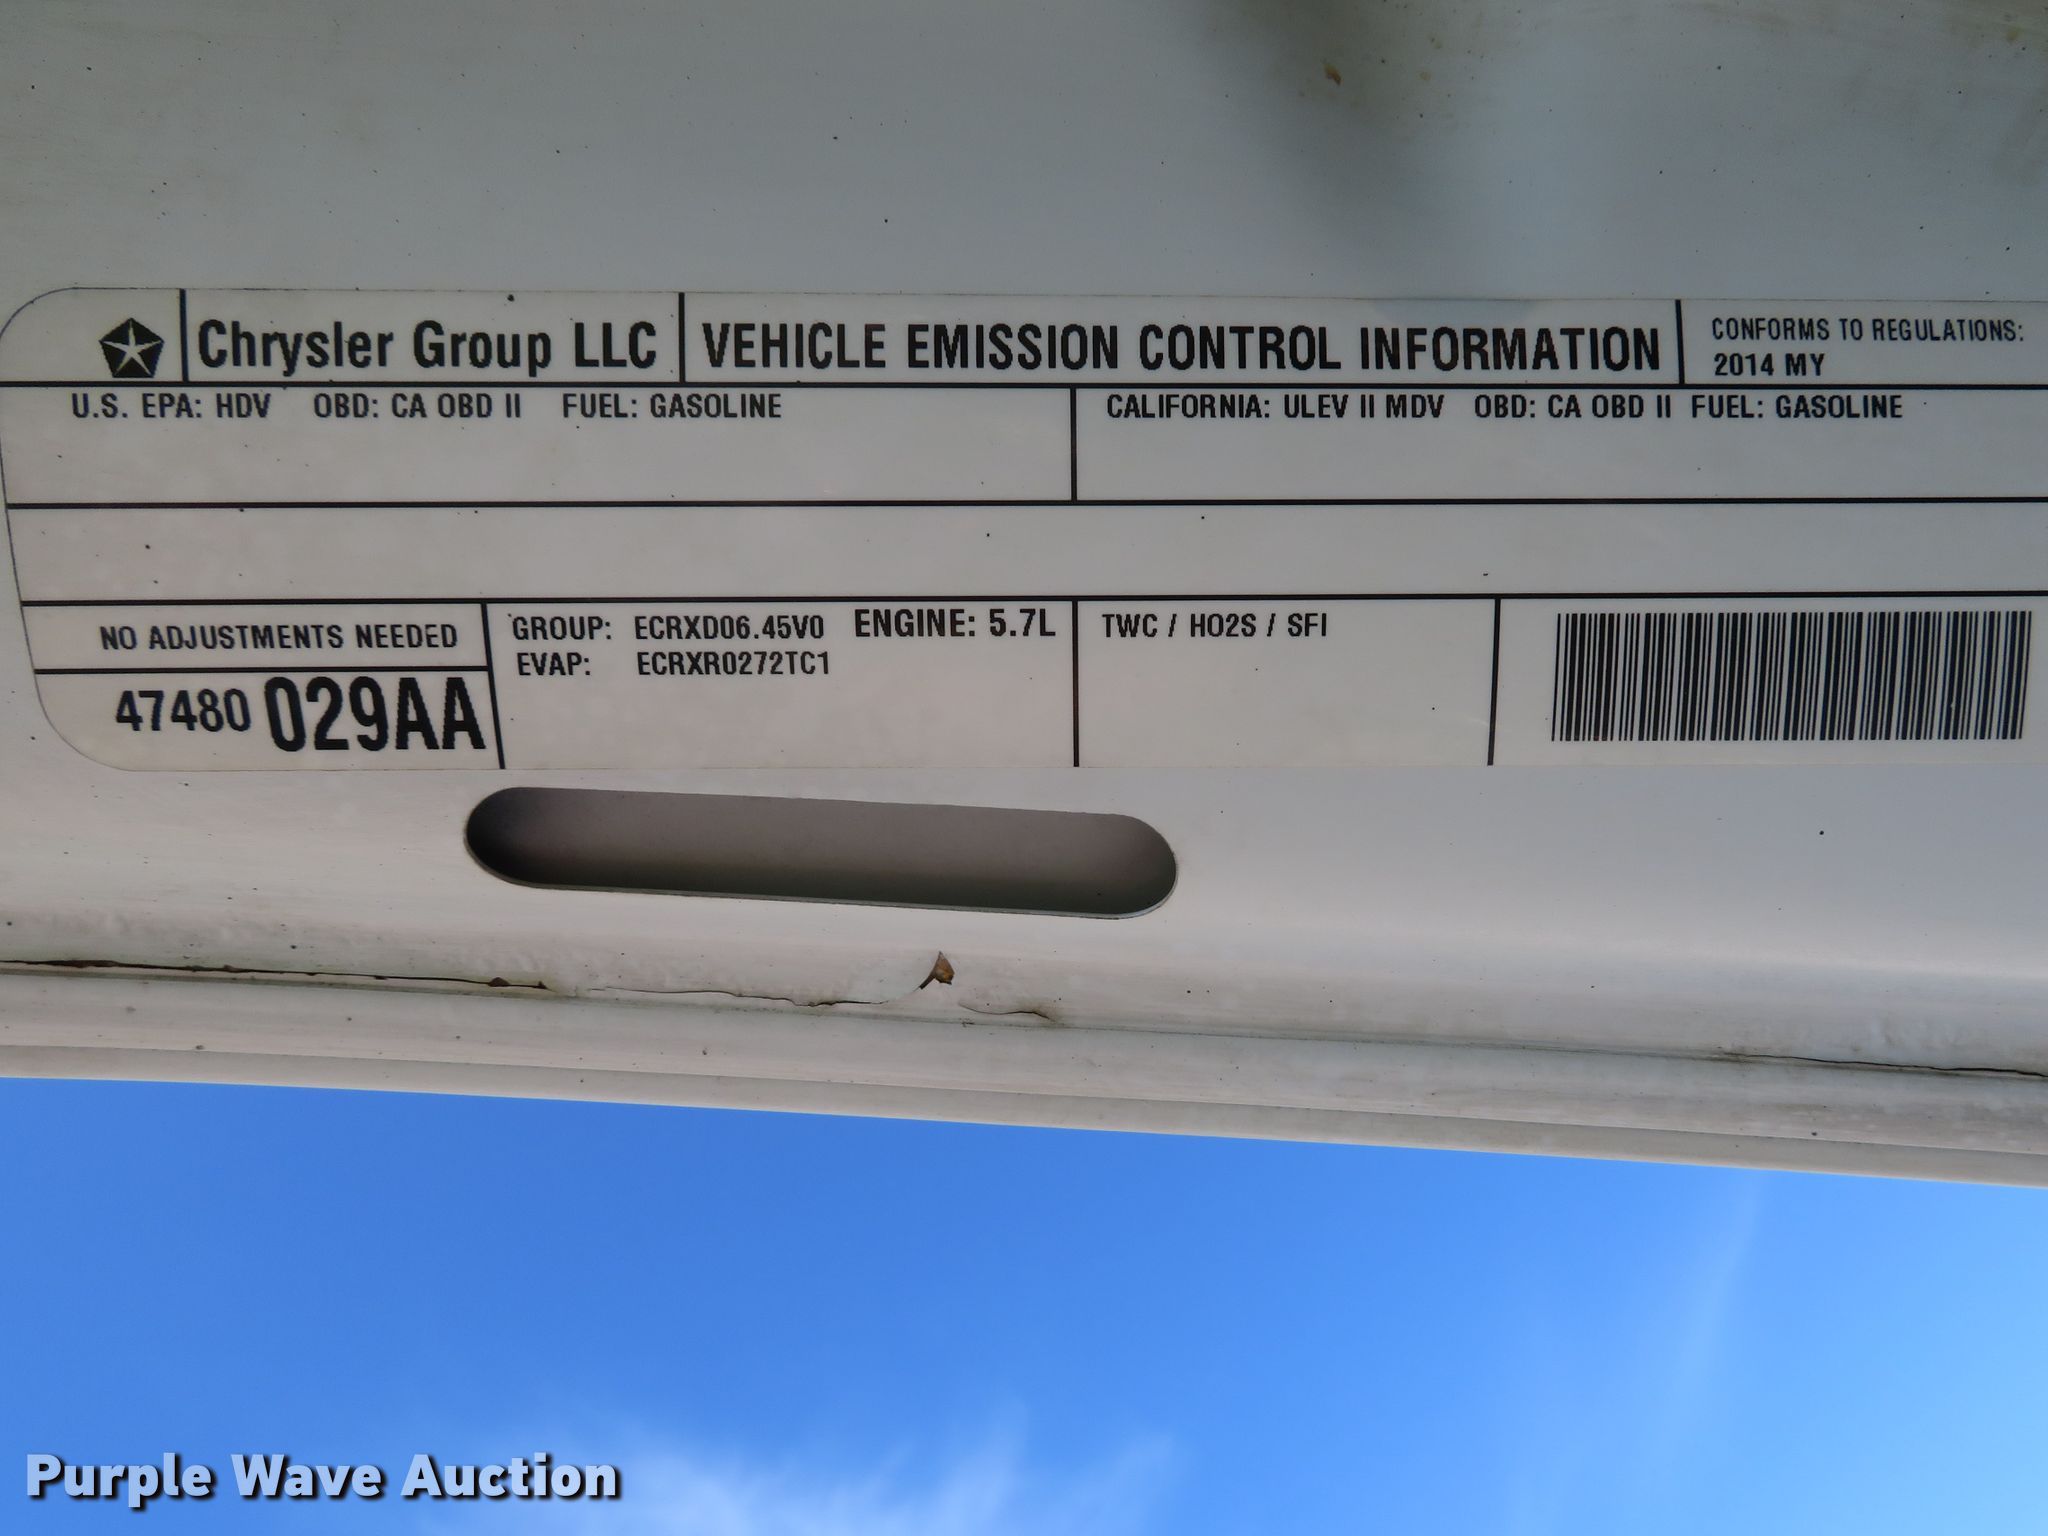 Chrysler Group LLC VEHICLE EMISSION CONTROL INFORMATION CONFORMS TO REGULATIONS:
2014 MY
U.S. EPA: HDV OBD: CA OBD II FUEL: GASOLINE
CALIFORNIA: ULEV II MDV OBD: CA OBD II FUEL: GASOLINE
NO ADJUSTMENTS NEEDED
47480 029AA
GROUP: ECRXD06.45V0 ENGINE: 5.7L
EVAP: ECRXR0272TC1
TWC / HO2S / SFI
Purple Wave Auction